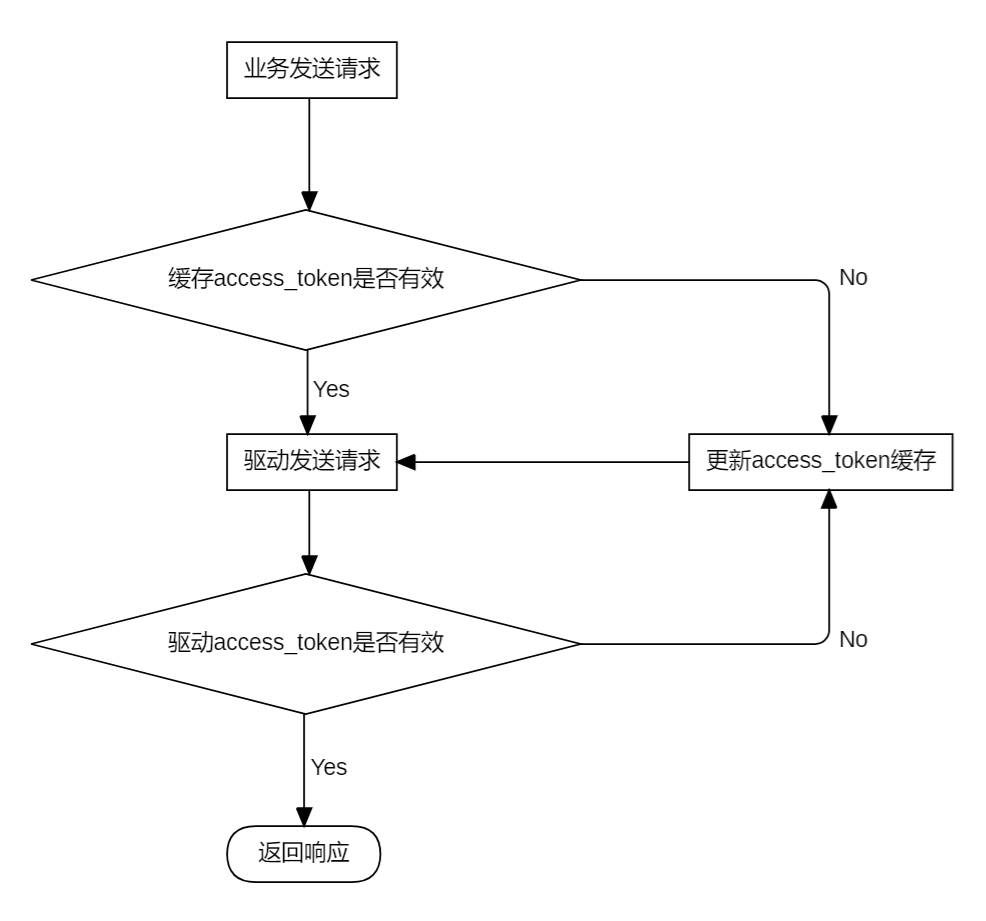 业务发送请求
缓存access_token是否有效
No
Yes
驱动发送请求
更新access_token缓存
驱动access_token是否有效
No
Yes
返回响应